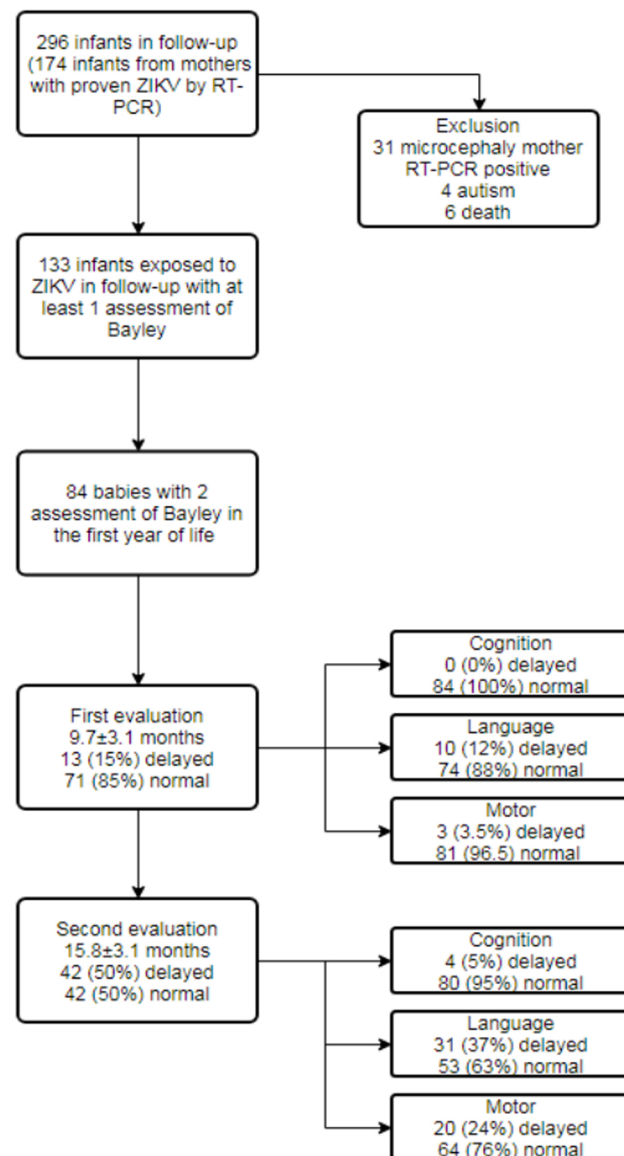 296 infants in follow-up
(174 infants from mothers
with proven ZIKV by RT-
PCR)
Exclusion
31 microcephaly mother
RT-PCR positive
4 autism
6 death
133 infants exposed to
ZIKV in follow-up with at
least 1 assessment of
Bayley
84 babies with 2
assessment of Bayley in
the first year of life
First evaluation
9.7±3.1 months
13 (15%) delayed
71 (85%) normal
Cognition
0 (0%) delayed
84 (100%) normal
Language
10 (12%) delayed
74 (88%) normal
Motor
3 (3.5%) delayed
81 (96.5) normal
Second evaluation
15.8±3.1 months
42 (50%) delayed
42 (50%) normal
Cognition
4 (5%) delayed
80 (95%) normal
Language
31 (37%) delayed
53 (63%) normal
Motor
20 (24%) delayed
64 (76%) normal